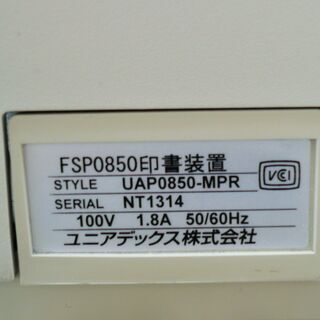 FSP0850印書装置
STYLE UAP0850-MPR
VCCI
SERIAL NT1314
100V 1.8A 50/60Hz
ユニアデックス株式会社